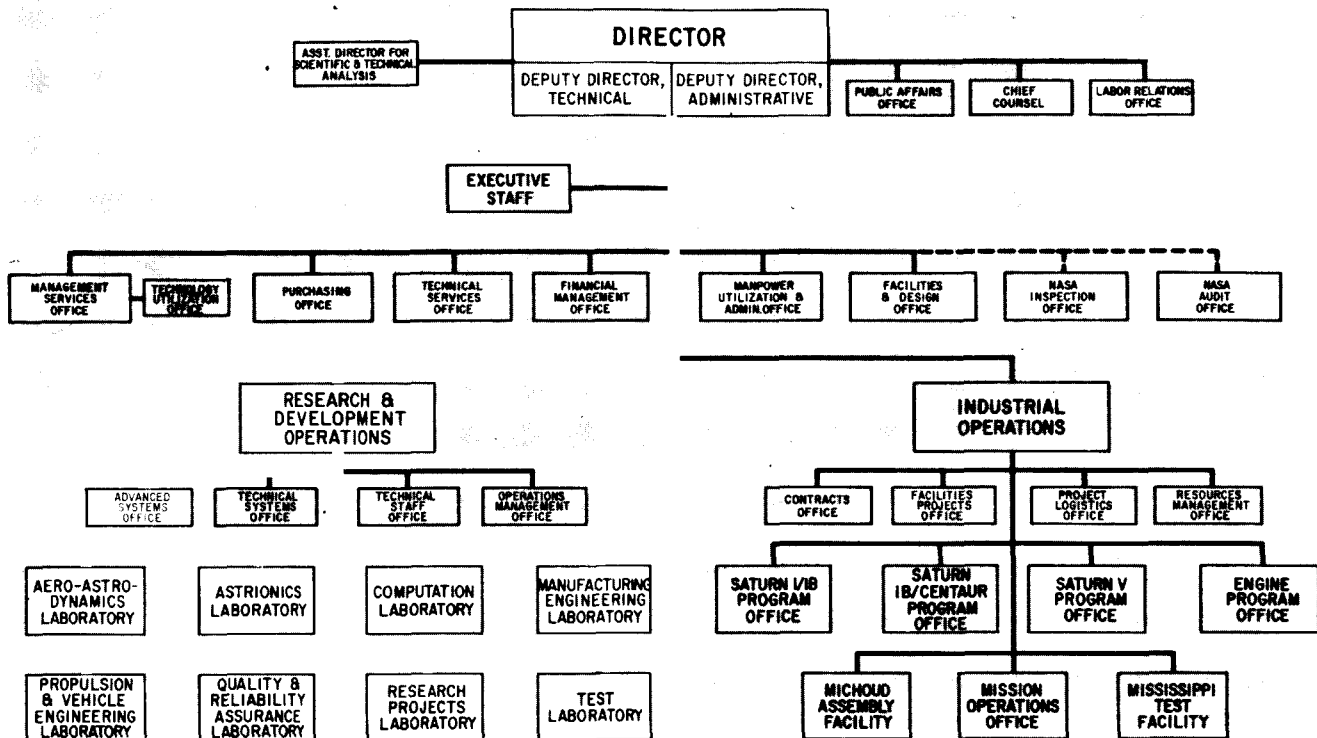 DIRECTOR
ASST. DIRECTOR FOR
SCIENTIFIC & TECHNICAL
ANALYSIS
DEPUTY DIRECTOR,
TECHNICAL
DEPUTY DIRECTOR,
ADMINISTRATIVE
PUBLIC AFFAIRS
OFFICE
CHIEF
COUNSEL
LABOR RELATIONS
OFFICE
EXECUTIVE
STAFF
MANAGEMENT
SERVICES
OFFICE
TECHNOLOGY
UTILIZATION
OFFICE
PURCHASING
OFFICE
TECHNICAL
SERVICES
OFFICE
FINANCIAL
MANAGEMENT
OFFICE
MANPOWER
UTILIZATION &
ADMIN.OFFICE
FACILITIES
& DESIGN
OFFICE
NASA
INSPECTION
OFFICE
NASA
AUDIT
OFFICE
RESEARCH &
DEVELOPMENT
OPERATIONS
INDUSTRIAL
OPERATIONS
ADVANCED
SYSTEMS
OFFICE
TECHNICAL
SYSTEMS
OFFICE
TECHNICAL
STAFF
OFFICE
OPERATIONS
MANAGEMENT
OFFICE
CONTRACTS
OFFICE
FACILITIES
PROJECTS
OFFICE
PROJECT
LOGISTICS
OFFICE
RESOURCES
MANAGEMENT
OFFICE
AERO-ASTRO-
DYNAMICS
LABORATORY
ASTRIONICS
LABORATORY
COMPUTATION
LABORATORY
MANUFACTURING
ENGINEERING
LABORATORY
SATURN I/IB
PROGRAM
OFFICE
SATURN
IB/CENTAUR
PROGRAM
OFFICE
SATURN V
PROGRAM
OFFICE
ENGINE
PROGRAM
OFFICE
PROPULSION
& VEHICLE
ENGINEERING
LABORATORY
QUALITY &
RELIABILITY
ASSURANCE
LABORATORY
RESEARCH
PROJECTS
LABORATORY
TEST
LABORATORY
MICHOUD
ASSEMBLY
FACILITY
MISSION
OPERATIONS
OFFICE
MISSISSIPPI
TEST
FACILITY